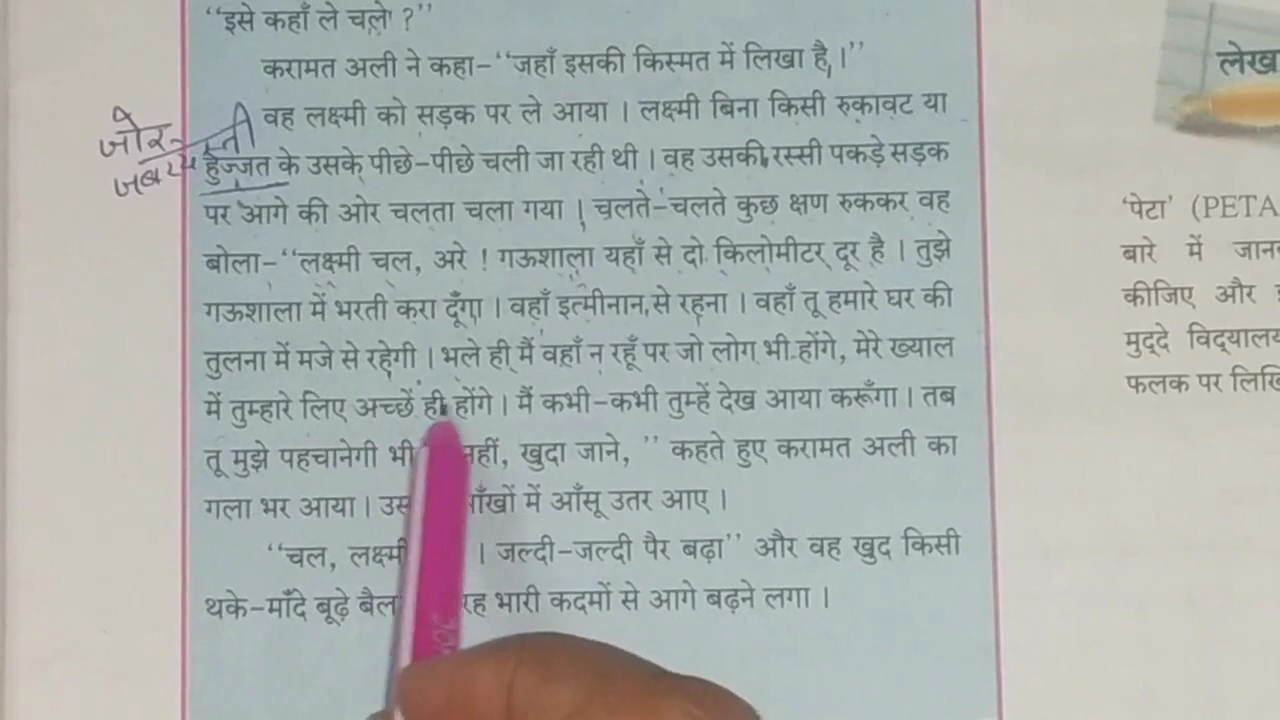 “इसे कहाँ ले चले ?”
करामत अली ने कहा-“जहाँ इसकी किस्मत में लिखा है ।”
वह लक्ष्मी को सड़क पर ले आया । लक्ष्मी बिना किसी रुकावट या
हुज्जत के उसके पीछे-पीछे चली जा रही थी । वह उसकी रस्सी पकड़े सड़क
पर आगे की ओर चलता चला गया । चलते-चलते कुछ क्षण रुककर वह
बोला-“लक्ष्मी चल, अरे ! गऊशाला यहाँ से दो किलोमीटर दूर है । तुझे
गऊशाला में भरती करा दूँगा । वहाँ इत्मीनान से रहना । वहाँ तू हमारे घर की
तुलना में मजे से रहेगी । भले ही मैं वहाँ न रहूँ पर जो लोग भी होंगे, मेरे ख्याल
में तुम्हारे लिए अच्छे ही होंगे । मैं कभी-कभी तुम्हें देख आया करूँगा । तब
तू मुझे पहचानेगी भी नहीं, खुदा जाने, ” कहते हुए करामत अली का
गला भर आया । आँखों में आँसू उतर आए ।
“चल, लक्ष्मी । जल्दी-जल्दी पैर बढ़ा” और वह खुद किसी
थके-माँदे बूढ़े बैल भारी कदमों से आगे बढ़ने लगा ।
जोर
लेख
‘पेटा’ (PETA
बारे में जान
कीजिए और
मुद्दे विद्यालय
फलक पर लिखि